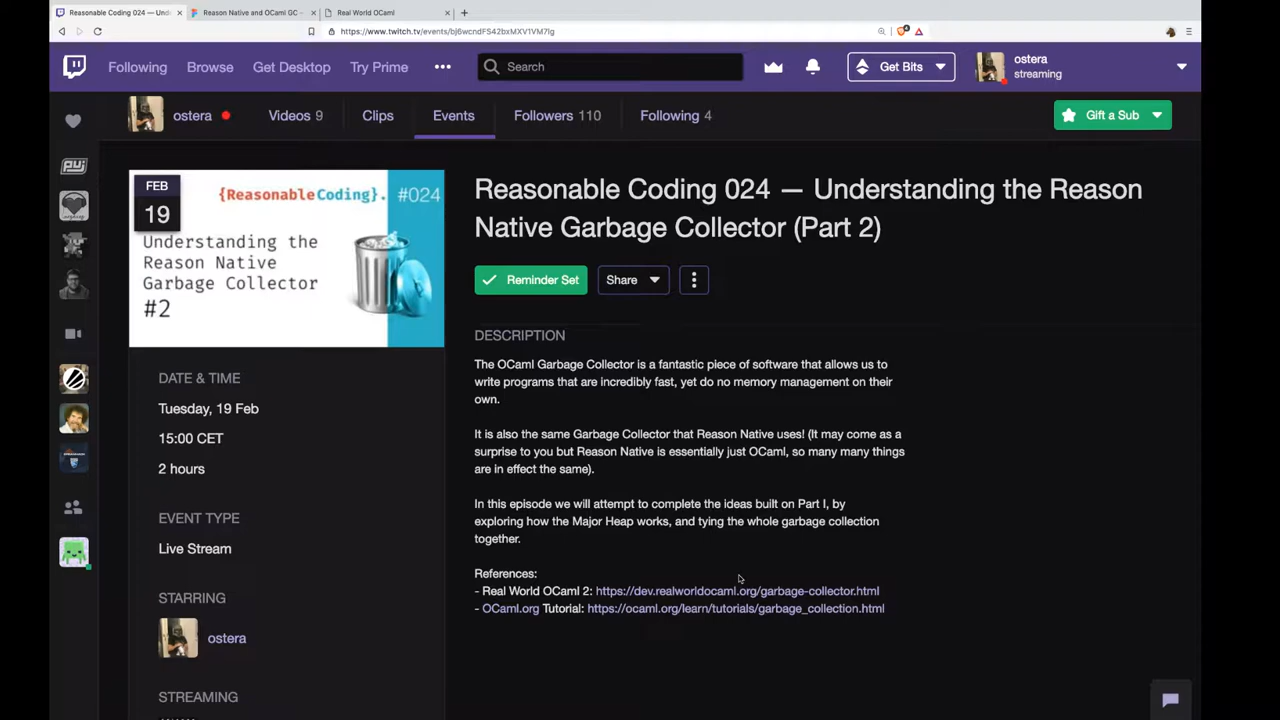 Reasonable Coding 024 — Und
Reason Native and OCaml GC -
Real World OCaml
https://www.twitch.tv/events/bj6wcndFS42bxMXV1VM7Ig
Following
Browse
Get Desktop
Try Prime
Search
Get Bits
ostera
streaming
ostera
Videos 9
Clips
Events
Followers 110
Following 4
Gift a Sub
FEB
19
{ReasonableCoding}.
#024
Understanding the
Reason Native
Garbage Collector
#2
Reasonable Coding 024 — Understanding the Reason
Native Garbage Collector (Part 2)
Reminder Set
Share
DESCRIPTION
The OCaml Garbage Collector is a fantastic piece of software that allows us to
write programs that are incredibly fast, yet do no memory management on their
own.
It is also the same Garbage Collector that Reason Native uses! (It may come as a
surprise to you but Reason Native is essentially just OCaml, so many many things
are in effect the same).
In this episode we will attempt to complete the ideas built on Part I, by
exploring how the Major Heap works, and tying the whole garbage collection
together.
References:
- Real World OCaml 2: https://dev.realworldocaml.org/garbage-collector.html
- OCaml.org Tutorial: https://ocaml.org/learn/tutorials/garbage_collection.html
DATE & TIME
Tuesday, 19 Feb
15:00 CET
2 hours
EVENT TYPE
Live Stream
STARRING
ostera
STREAMING